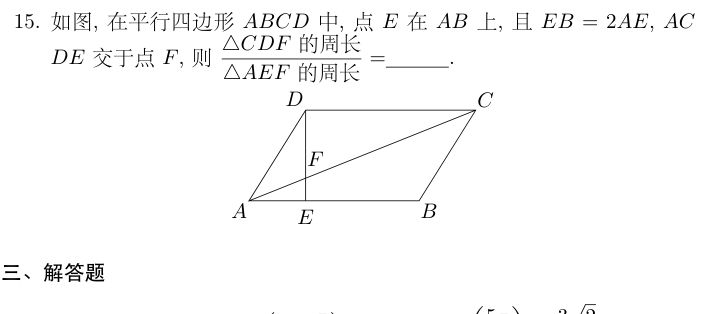 15. 如图, 在平行四边形 ABCD 中, 点 E 在 AB 上, 且 EB = 2AE, AC
DE 交于点 F, 则 △CDF 的周长 / △AEF 的周长 =______.
D
C
F
A
E
B
三、解答题